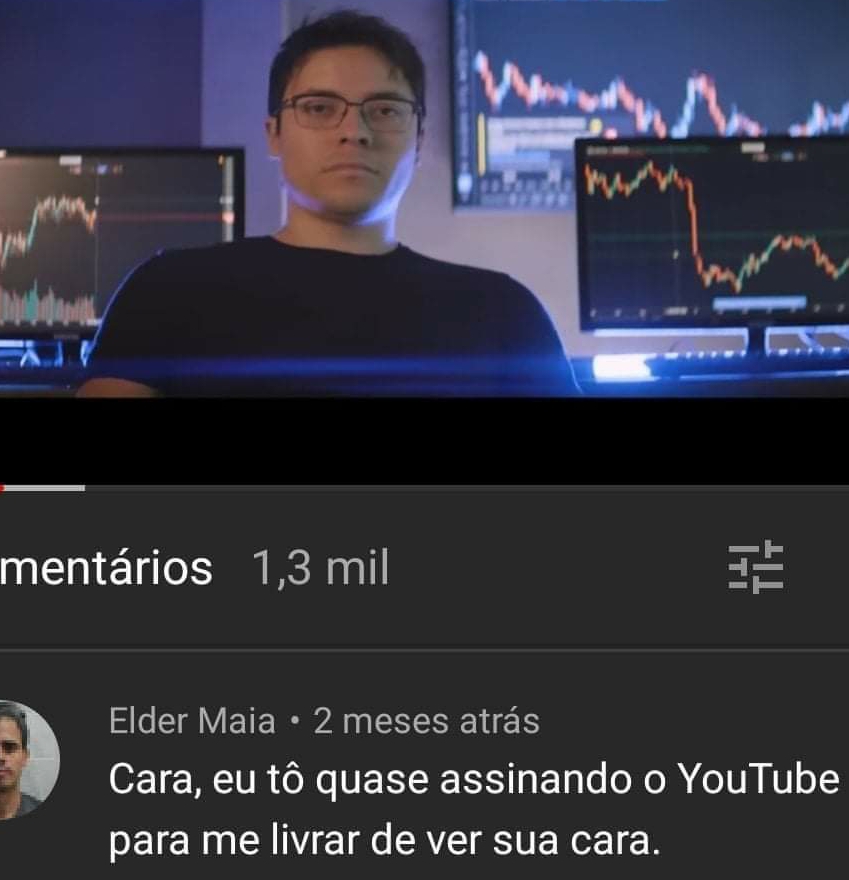 mentários 1,3 mil
Elder Maia • 2 meses atrás
Cara, eu tô quase assinando o YouTube
para me livrar de ver sua cara.